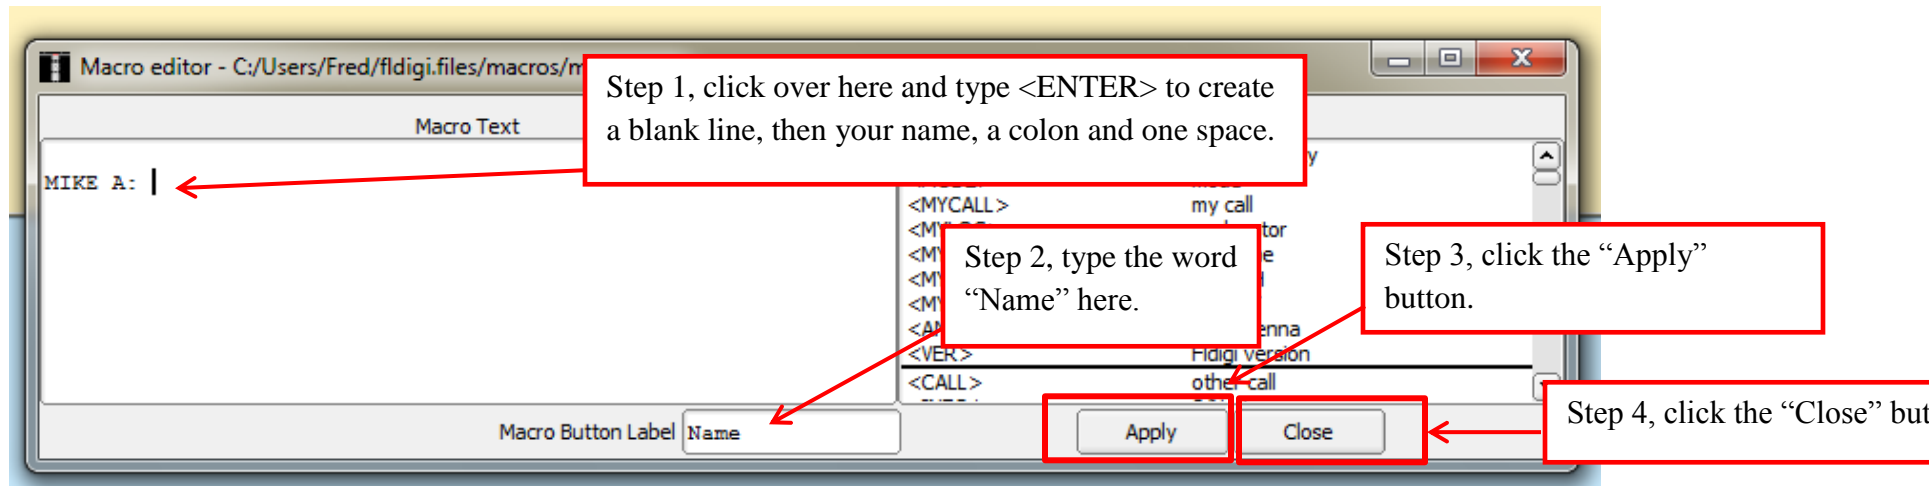 Macro editor - C:/Users/Fred/fldigi.files/macros/m
Step 1, click over here and type <ENTER> to create
a blank line, then your name, a colon and one space.
Macro Text
MIKE A:
<MYCALL> my call
Step 2, type the word
“Name” here.
Step 3, click the “Apply”
button.
<VER> Fldigi version
<CALL> other call
Macro Button Label Name
Apply
Close
Step 4, click the “Close” but